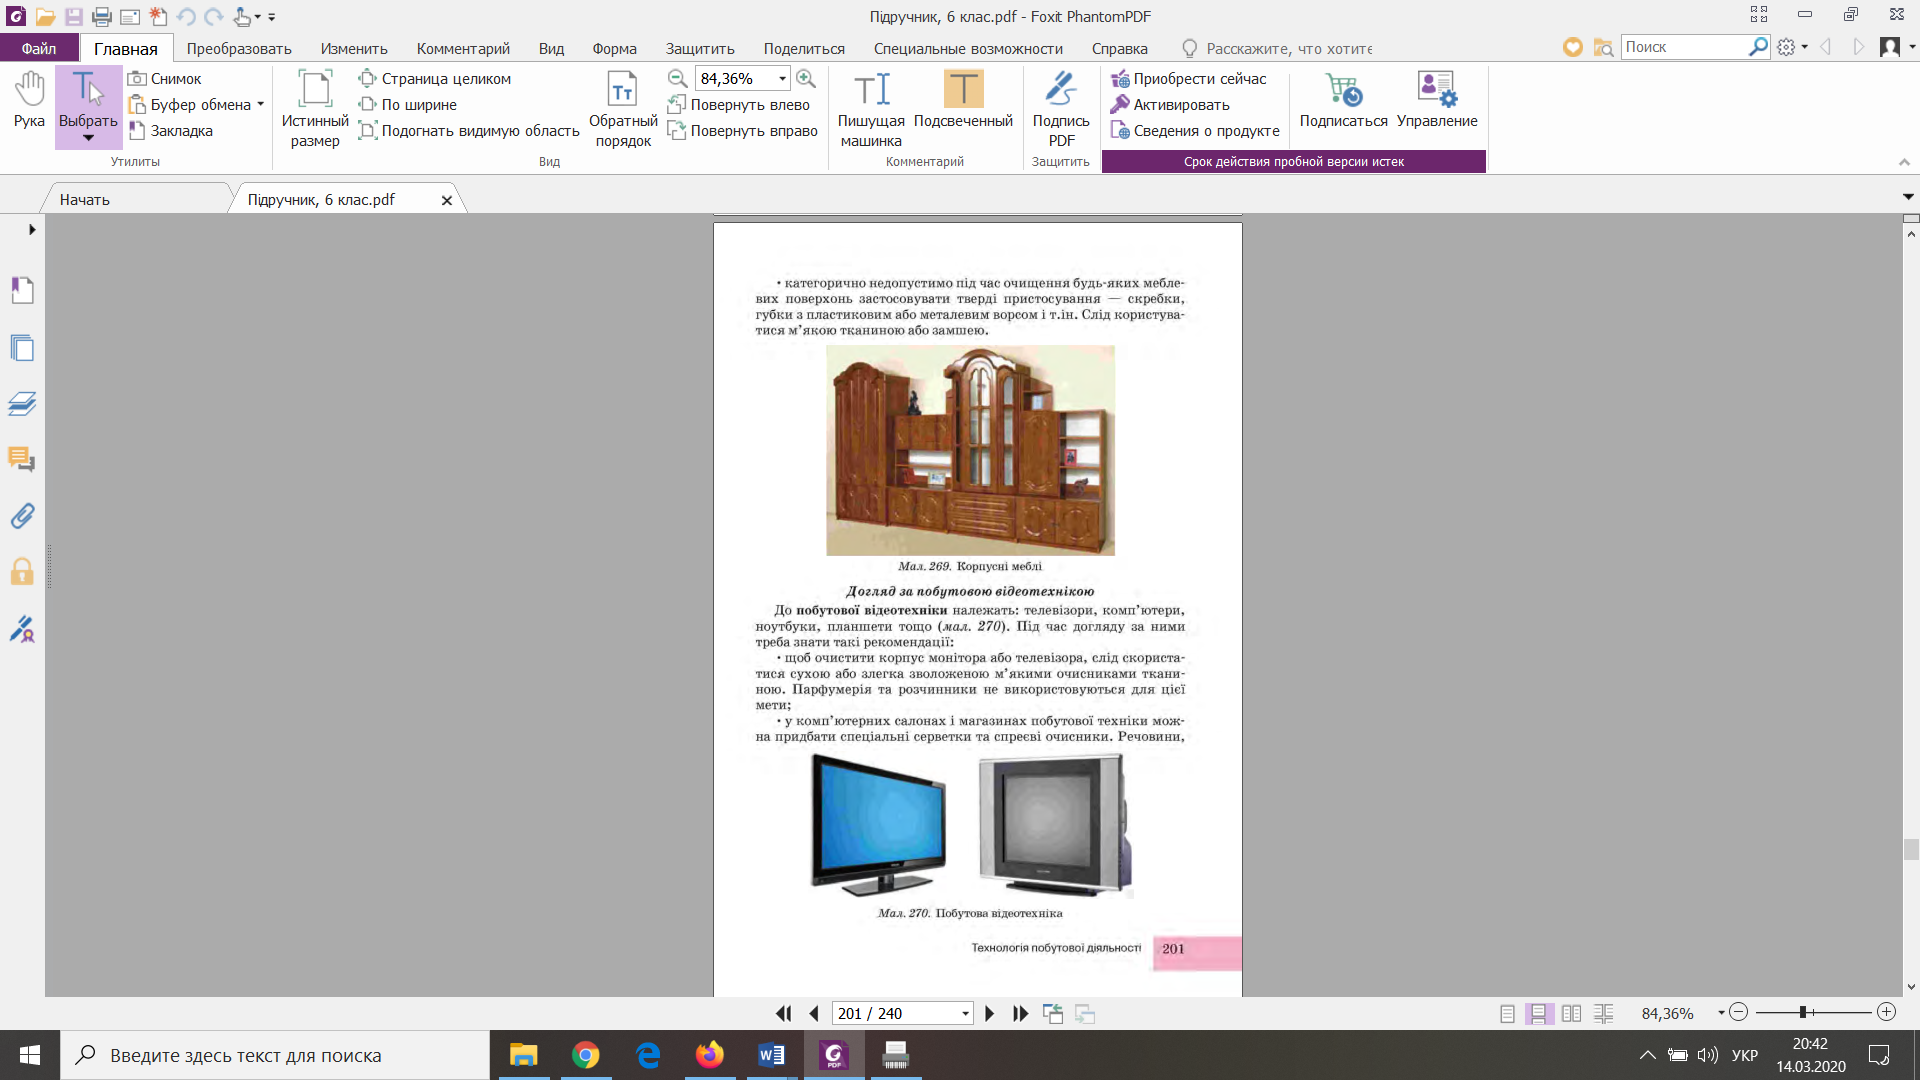 Підручник, 6 клас.pdf - Foxit PhantomPDF
Файл Главная Преобразовать Изменить Комментарий Вид Форма Защитить Поделиться Специальные возможности Справка Расскажите, что хотите Поиск
Рука
Выбрать
Снимок
Буфер обмена
Закладка
Утилиты
Истинный
размер
Страница целиком
По ширине
Подогнать видимую область
Обратный
порядок
84,36%
Повернуть влево
Повернуть вправо
Вид
Пишущая
машинка
Подсвеченный
Комментарий
Подпись
PDF
Защитить
Приобрести сейчас
Активировать
Сведения о продукте
Подписаться
Управление
Срок действия пробной версии истек
Начать
Підручник, 6 клас.pdf
• категорично недопустимо під час очищення будь-яких мебле-
вих поверхонь застосовувати тверді пристосування — скребки,
губки з пластиковим або металевим ворсом і т.ін. Слід користува-
тися м’якою тканиною або замшею.
Мал. 269. Корпусні меблі
Догляд за побутовою відеотехнікою
До побутової відеотехніки належать: телевізори, комп’ютери,
ноутбуки, планшети тощо (мал. 270). Під час догляду за ними
треба знати такі рекомендації:
• щоб очистити корпус монітора або телевізора, слід скориста-
тися сухою або злегка зволоженою м’якими очисниками ткани-
ною. Парфумерія та розчинники не використовуються для цієї
мети;
• у комп’ютерних салонах і магазинах побутової техніки мож-
на придбати спеціальні серветки та спреєві очисники. Речовини,
Мал. 270. Побутова відеотехніка
Технологія побутової діяльності 201
201 / 240
84,36%
Введите здесь текст для поиска
УКР
20:42
14.03.2020